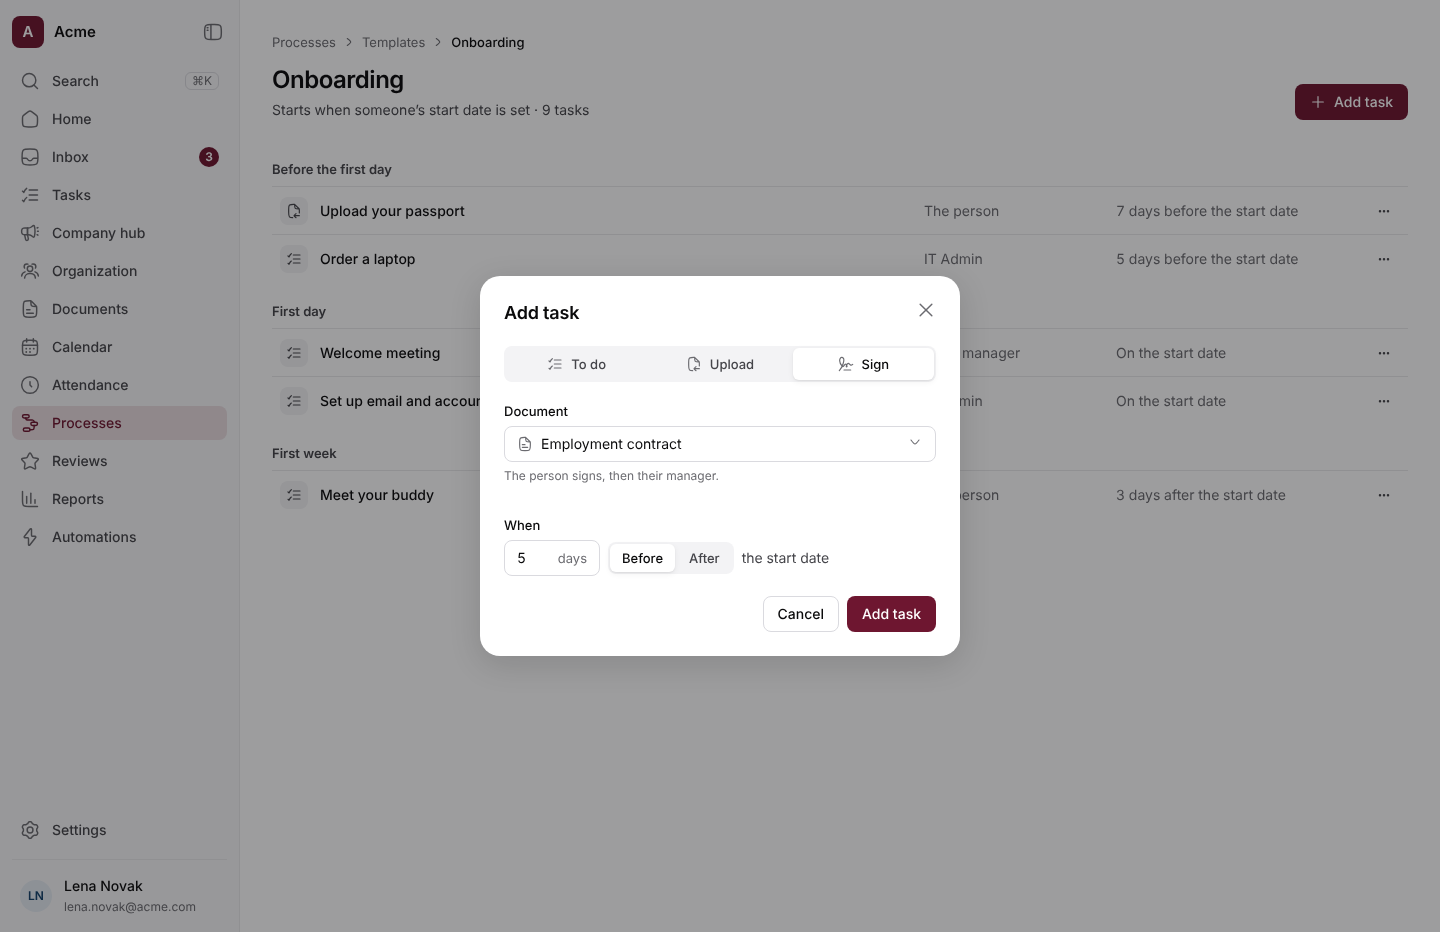 A Acme
Search ⌘K
Home
Inbox 3
Tasks
Company hub
Organization
Documents
Calendar
Attendance
Processes
Reviews
Reports
Automations
Settings
LN Lena Novak
lena.novak@acme.com
Processes Templates Onboarding
Onboarding
Starts when someone’s start date is set · 9 tasks
Add task
Before the first day
Upload your passport The person 7 days before the start date
Order a laptop IT Admin 5 days before the start date
First day
Welcome meeting manager On the start date
Set up email and On the start date
First week
Meet your buddy 3 days after the start date
Add task
To do Upload Sign
Document
Employment contract
The person signs, then their manager.
When
5 days Before After the start date
Cancel Add task